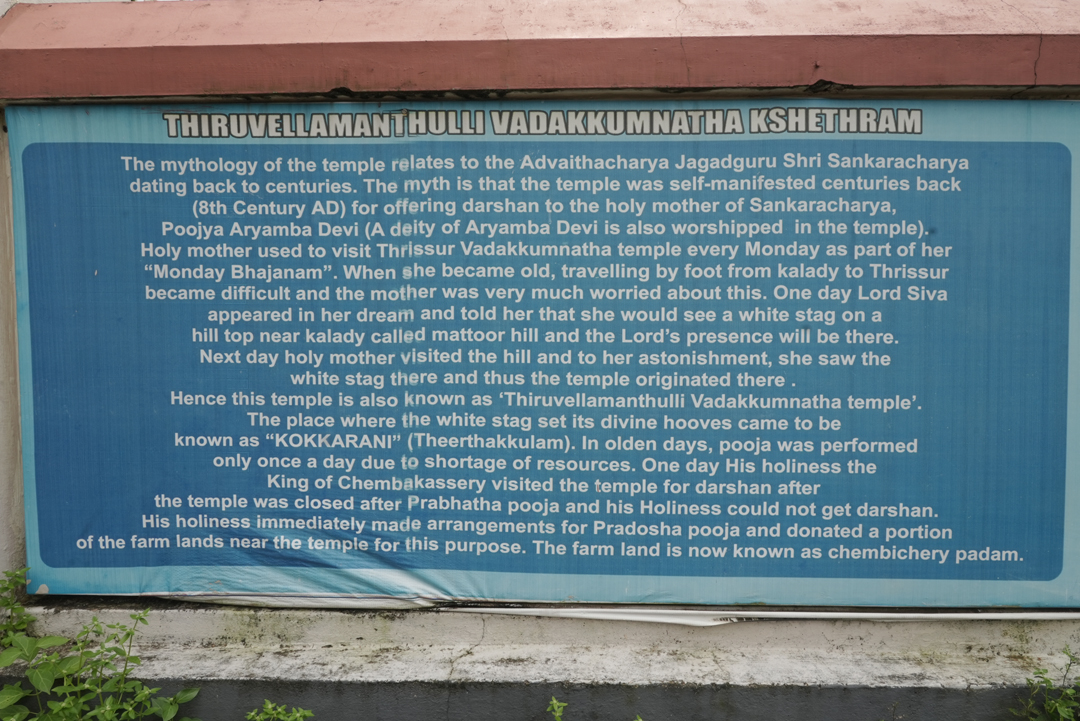 THIRUVELLAMANTHULLI VADAKKUMNATHA KSHETHRAM
The mythology of the temple relates to the Advaithacharya Jagadguru Shri Sankaracharya
dating back to centuries. The myth is that the temple was self-manifested centuries back
(8th Century AD) for offering darshan to the holy mother of Sankaracharya,
Poojya Aryamba Devi (A deity of Aryamba Devi is also worshipped in the temple).
Holy mother used to visit Thrissur Vadakkumnatha temple every Monday as part of her
“Monday Bhajanam”. When she became old, travelling by foot from kalady to Thrissur
became difficult and the mother was very much worried about this. One day Lord Siva
appeared in her dream and told her that she would see a white stag on a
hill top near kalady called mattoor hill and the Lord's presence will be there.
Next day holy mother visited the hill and to her astonishment, she saw the
white stag there and thus the temple originated there .
Hence this temple is also known as ‘Thiruvellamanthulli Vadakkumnatha temple’.
The place where the white stag set its divine hooves came to be
known as “KOKKARANI” (Theerthakkulam). In olden days, pooja was performed
only once a day due to shortage of resources. One day His holiness the
King of Chembakassery visited the temple for darshan after
the temple was closed after Prabhatha pooja and his Holiness could not get darshan.
His holiness immediately made arrangements for Pradosha pooja and donated a portion
of the farm lands near the temple for this purpose. The farm land is now known as chembichery padam.